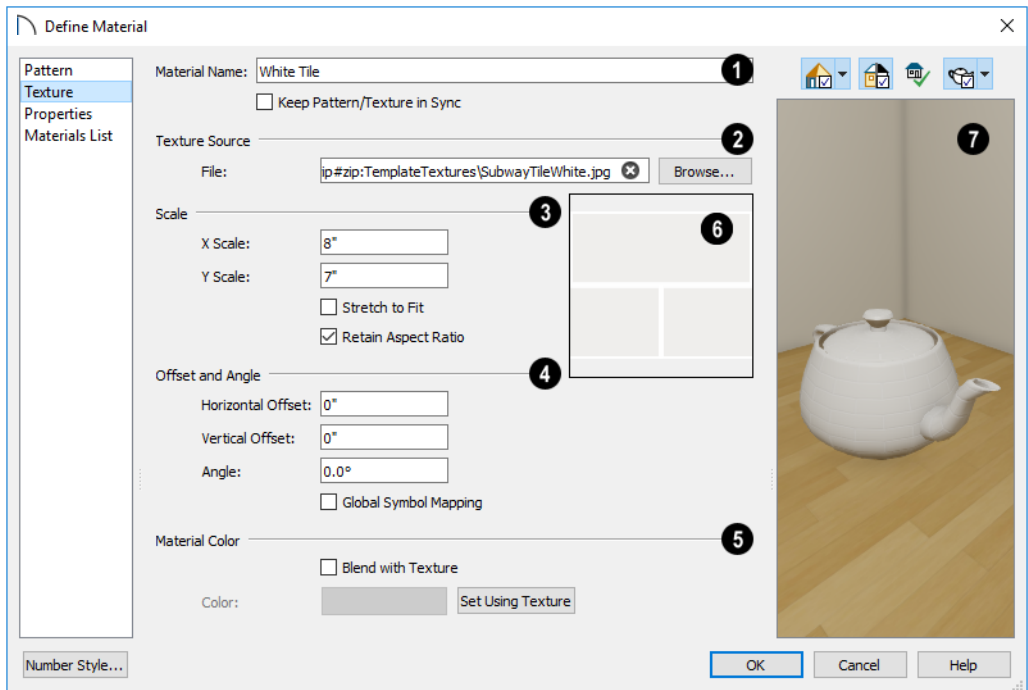 Define Material
Pattern
Texture
Properties
Materials List
Material Name: White Tile 1
Keep Pattern/Texture in Sync
Texture Source 2
File: ip#zip:TemplateTextures\SubwayTileWhite.jpg Browse...
Scale 3
X Scale: 8"
Y Scale: 7"
Stretch to Fit
Retain Aspect Ratio
6
7
Offset and Angle 4
Horizontal Offset: 0"
Vertical Offset: 0"
Angle: 0.0°
Global Symbol Mapping
Material Color 5
Blend with Texture
Color: Set Using Texture
Number Style... OK Cancel Help